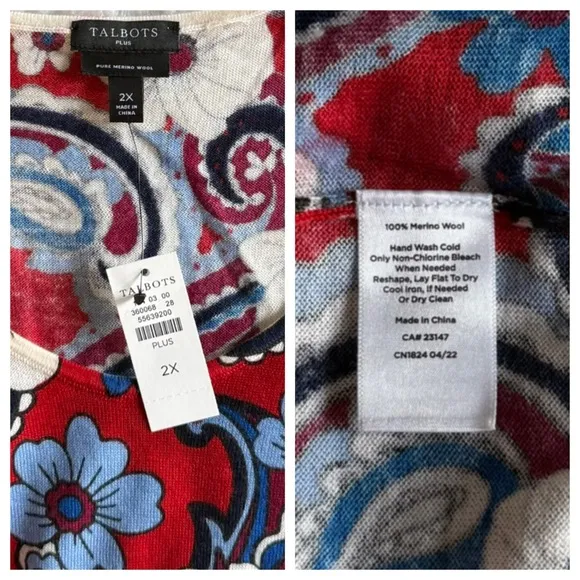 TALBOTS
PLUS
PURE MERINO WOOL
2X
MADE IN
CHINA
TALBOTS
03 00
360068 28
55639200
PLUS
2X
100% Merino Wool
Hand Wash Cold
Only Non-Chlorine Bleach
When Needed
Reshape, Lay Flat To Dry
Cool Iron, If Needed
Or Dry Clean
Made in China
CA# 23147
CN1824 04/22